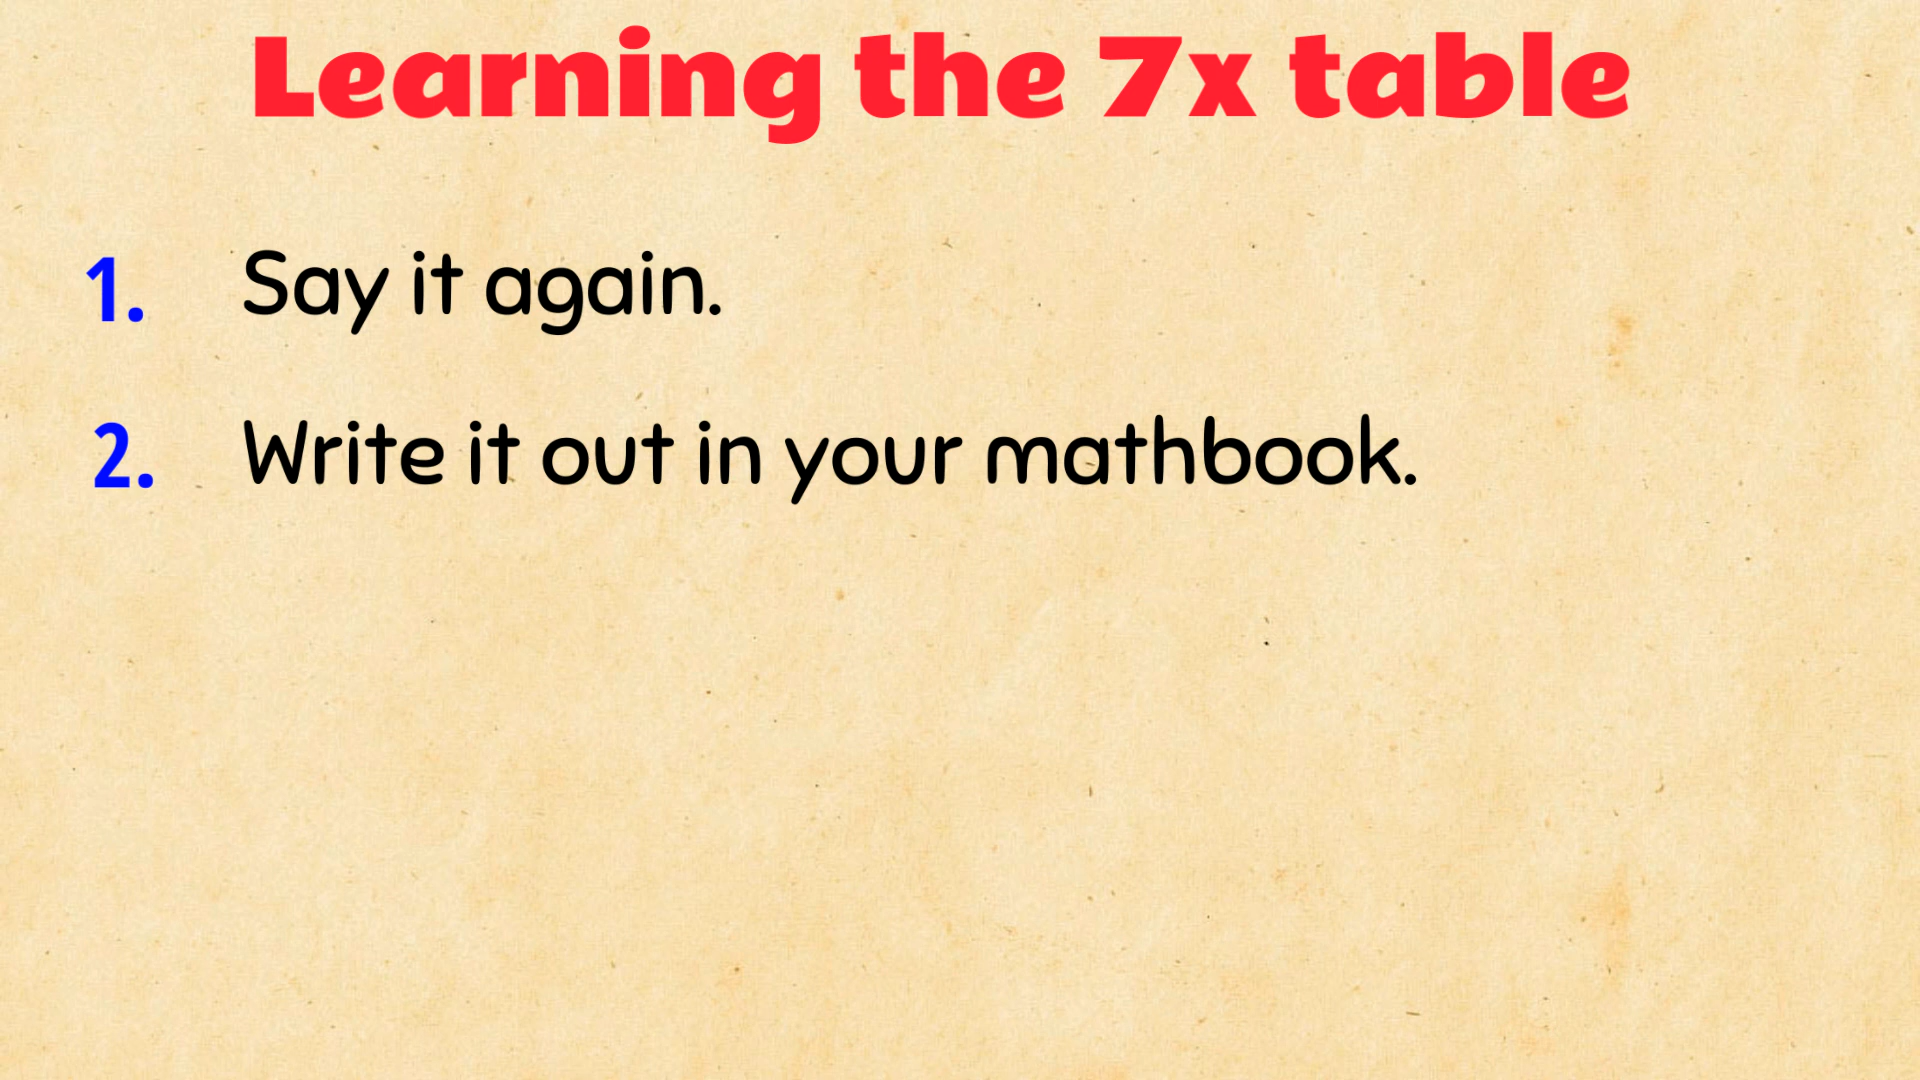 Learning the 7x table
1. Say it again.
2. Write it out in your mathbook.